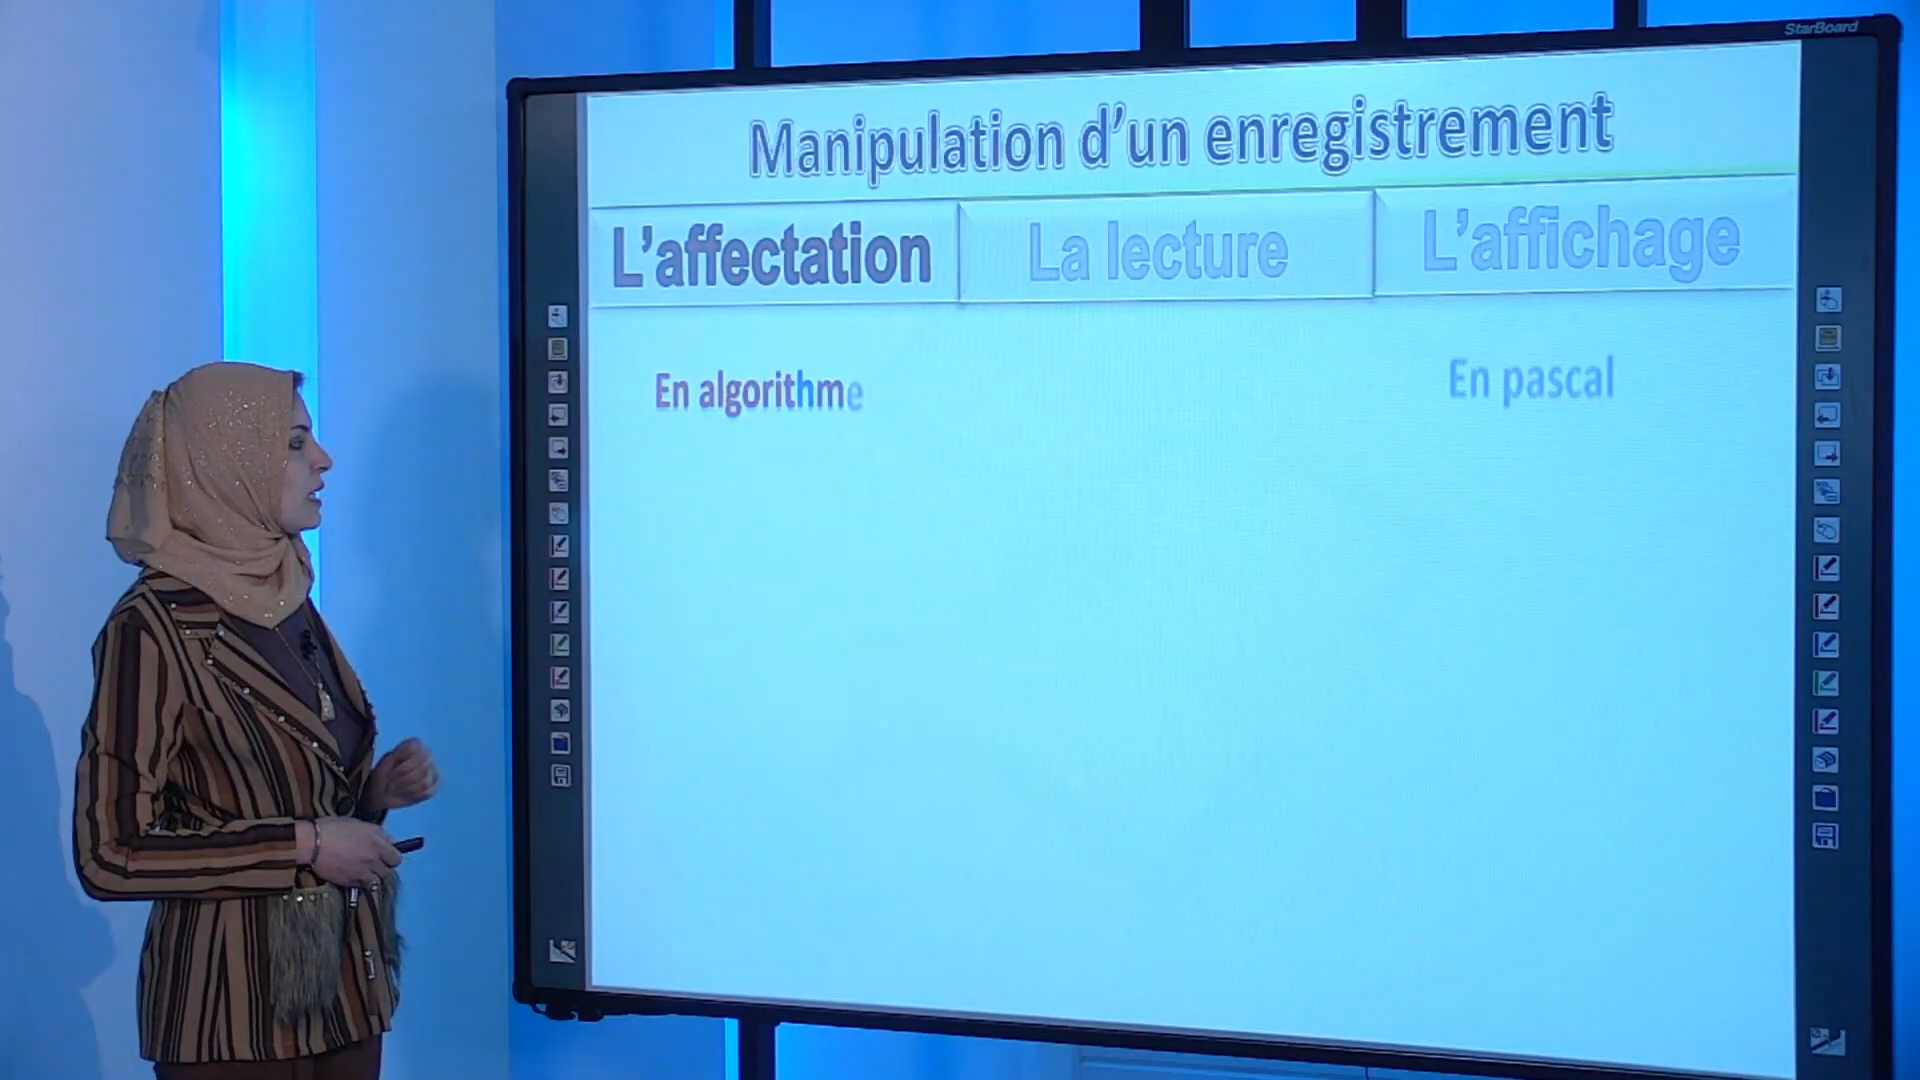 StarBoard
Manipulation d'un enregistrement
L'affectation
La lecture
L'affichage
En algorithme
En pascal